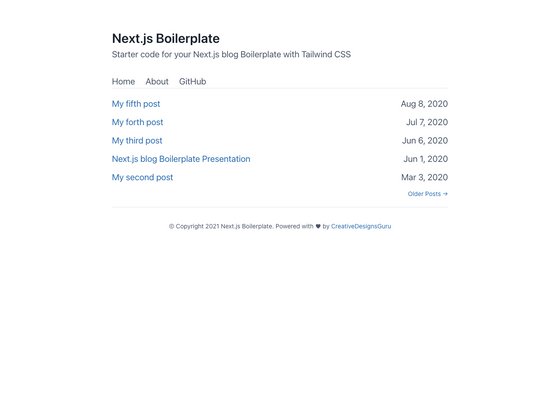 Next.js Boilerplate
Starter code for your Next.js blog Boilerplate with Tailwind CSS
Home About GitHub
My fifth post Aug 8, 2020
My forth post Jul 7, 2020
My third post Jun 6, 2020
Next.js blog Boilerplate Presentation Jun 1, 2020
My second post Mar 3, 2020
Older Posts →
© Copyright 2021 Next.js Boilerplate. Powered with ♥ by CreativeDesignsGuru